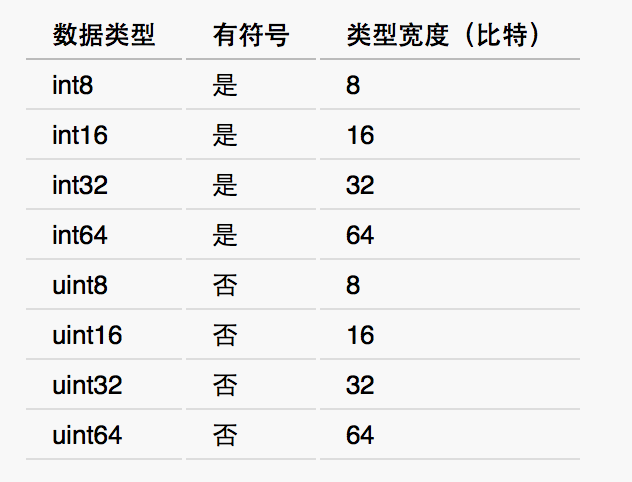 数据类型 有符号 类型宽度（比特）
int8 是 8
int16 是 16
int32 是 32
int64 是 64
uint8 否 8
uint16 否 16
uint32 否 32
uint64 否 64